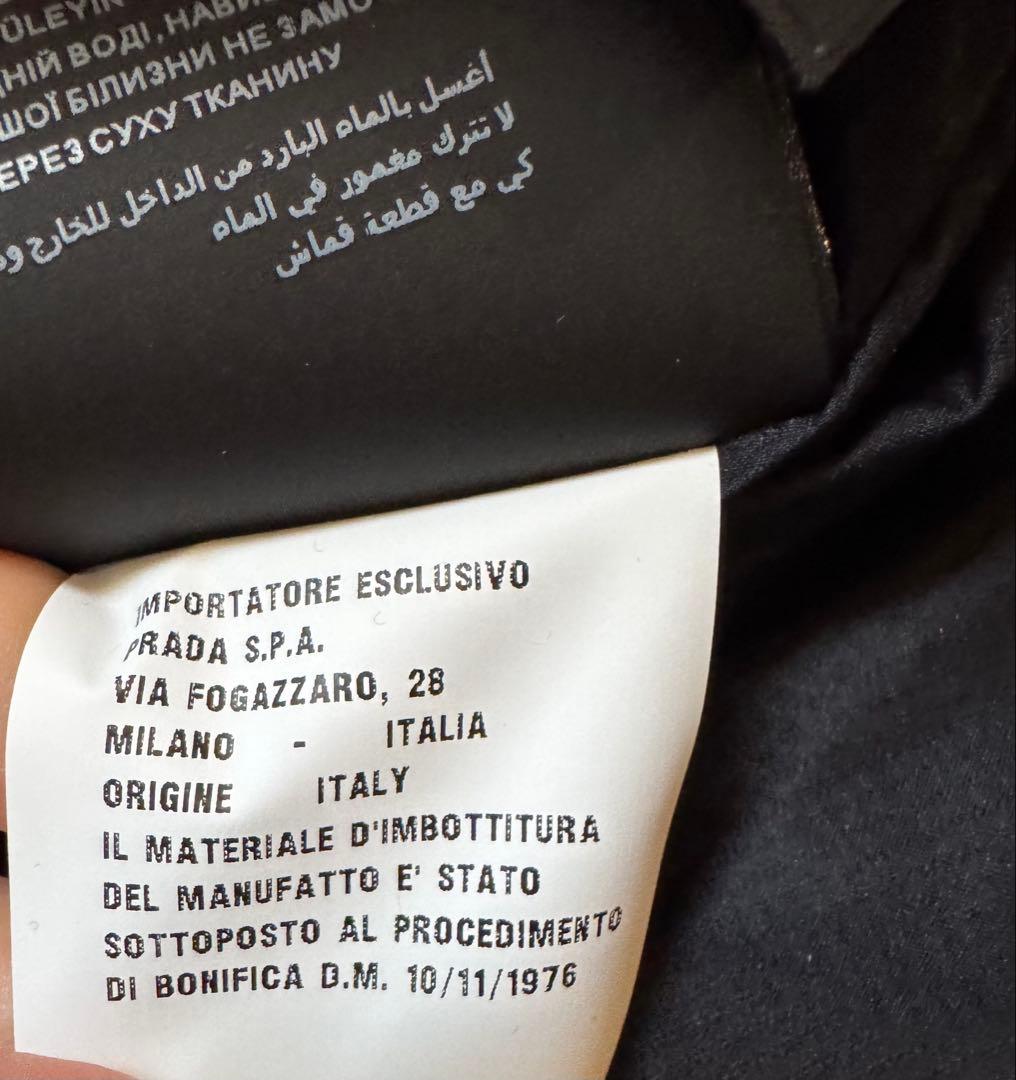 НІЙ ВОДІ, НАВИ
ШОЇ БІЛИЗНИ НЕ ЗАМО
ЕРЕЗ СУХУ ТКАНИНУ
أغسل بالماء البارد من الداخل للخارج
لا تترك مغمور في الماء
كي مع قطعة قماش
IMPORTATORE ESCLUSIVO
PRADA S.P.A.
VIA FOGAZZARO, 28
MILANO - ITALIA
ORIGINE ITALY
IL MATERIALE D'IMBOTTITURA
DEL MANUFATTO E' STATO
SOTTOPOSTO AL PROCEDIMENTO
DI BONIFICA D.M. 10/11/1976